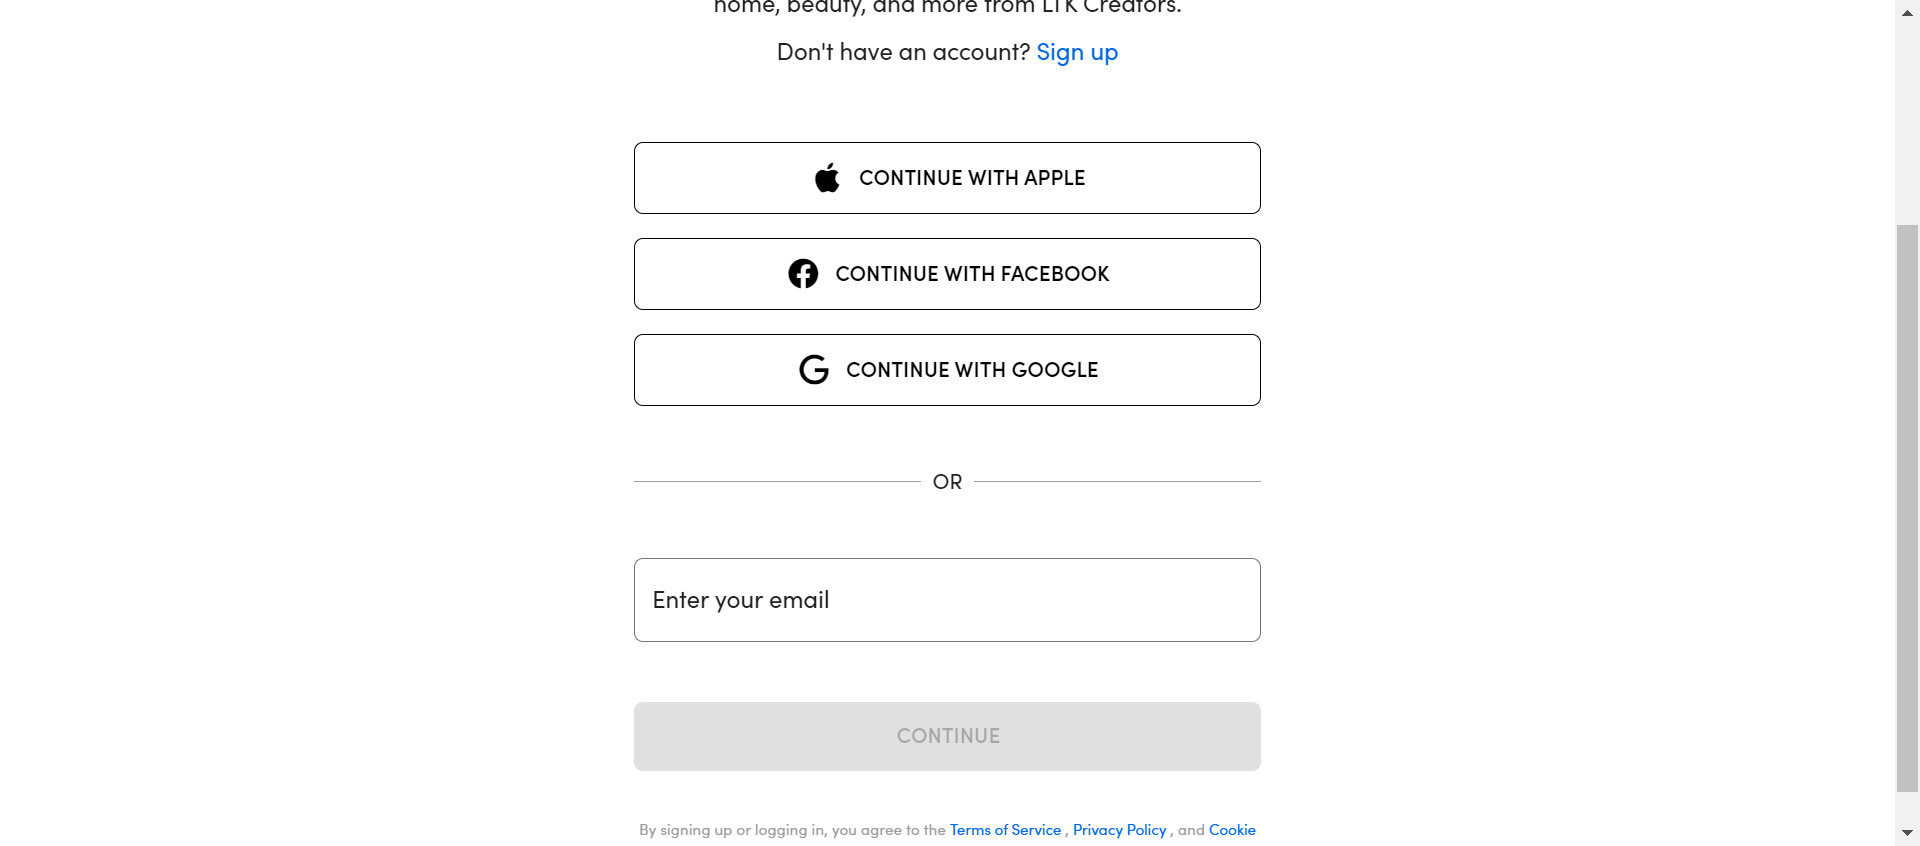 home, beauty, and more from LTK Creators.
Don't have an account? Sign up
CONTINUE WITH APPLE
CONTINUE WITH FACEBOOK
CONTINUE WITH GOOGLE
OR
Enter your email
CONTINUE
By signing up or logging in, you agree to the Terms of Service , Privacy Policy , and Cookie